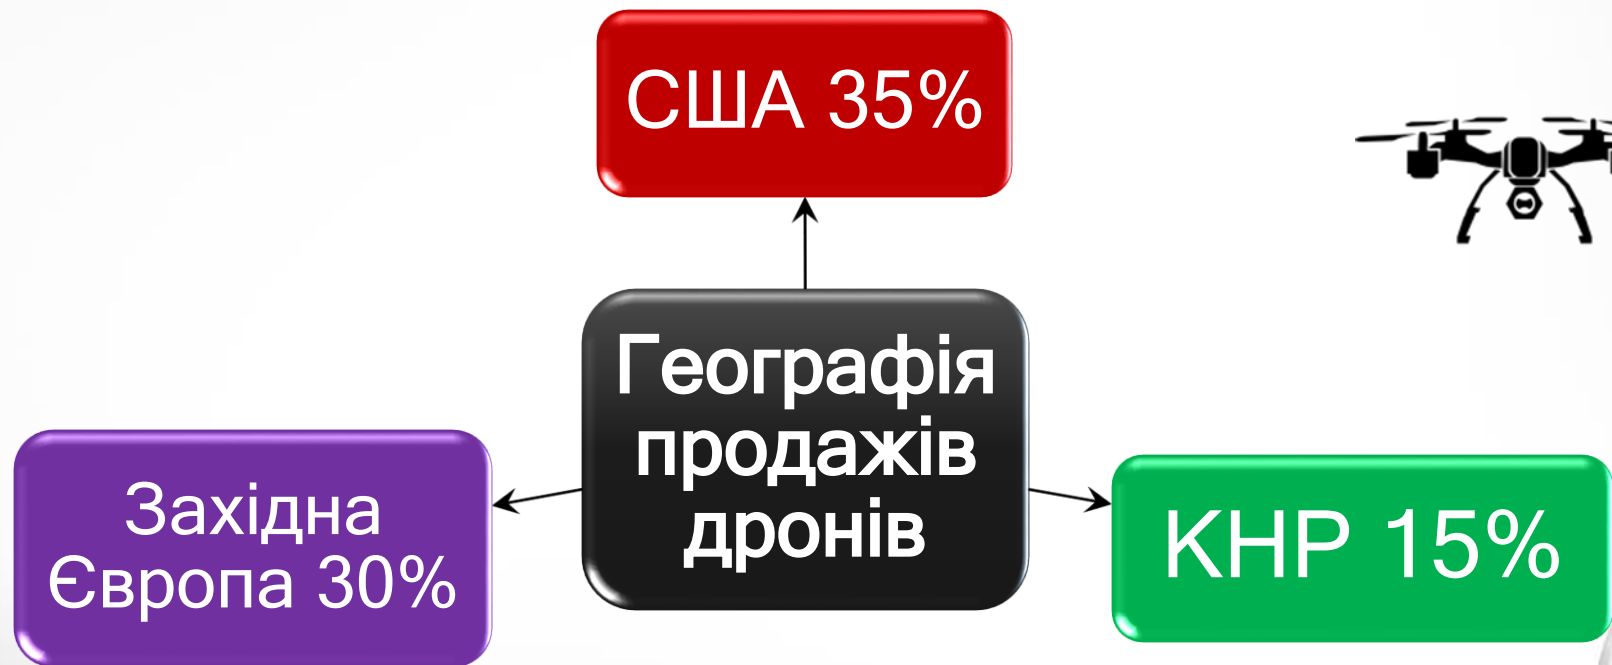 США 35%
Географія
продажів
дронів
Західна
Європа 30%
КНР 15%